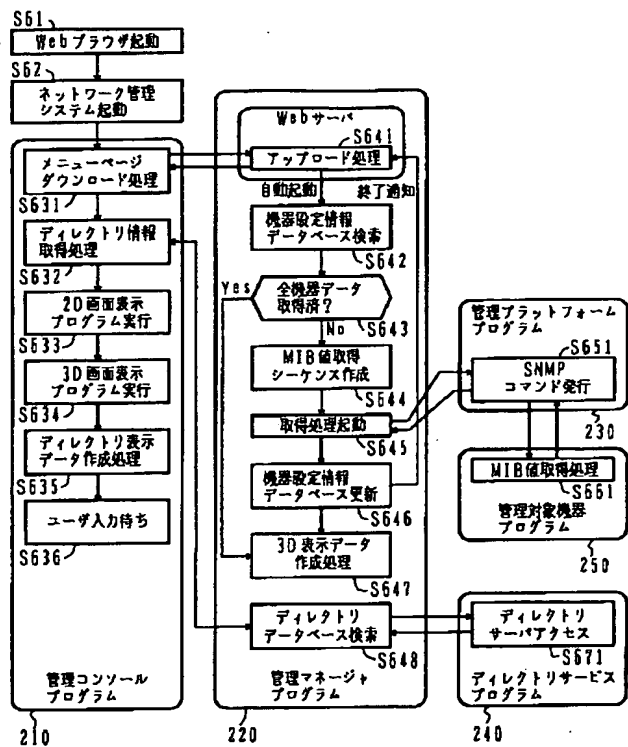 S61
Webブラウザ起動
S62
ネットワーク管理
システム起動
メニューページ
ダウンロード処理
S631
ディレクトリ情報
取得処理
S632
2D画面表示
プログラム実行
S633
3D画面表示
プログラム実行
S634
ディレクトリ表示
データ作成処理
S635
ユーザ入力待ち
S636
管理コンソール
プログラム
210
Webサーバ
S641
アップロード処理
自動起動
終了通知
機器設定情報
データベース検索
S642
Yes
全機器データ
取得済?
S643
No
MIB値取得
シーケンス作成
S644
取得処理起動
S645
機器設定情報
データベース更新
S646
3D表示データ
作成処理
S647
ディレクトリ
データベース検索
S648
管理マネージャ
プログラム
220
管理プラットフォーム
プログラム
S651
SNMP
コマンド発行
230
MIB値取得処理
S661
管理対象機器
プログラム
250
ディレクトリ
サーバアクセス
S671
ディレクトリサービス
プログラム
240